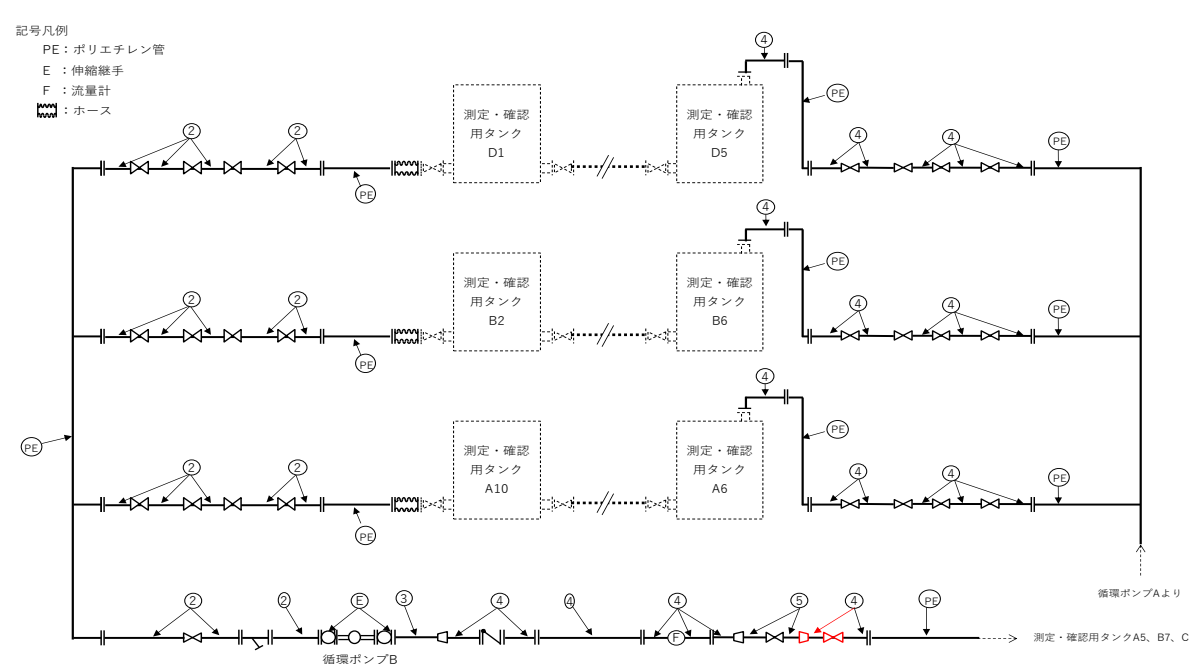 記号凡例
PE：ポリエチレン管
E ：伸縮継手
F ：流量計
：ホース
4
PE
2
2
測定・確認
用タンク
D1
測定・確認
用タンク
D5
4
4
PE
PE
4
PE
2
2
測定・確認
用タンク
B2
測定・確認
用タンク
B6
4
4
PE
PE
4
PE
2
2
測定・確認
用タンク
A10
測定・確認
用タンク
A6
4
4
PE
PE
PE
循環ポンプAより
2
2
E
3
4
4
4
5
4
PE
F
測定・確認用タンクA5、B7、C
循環ポンプB